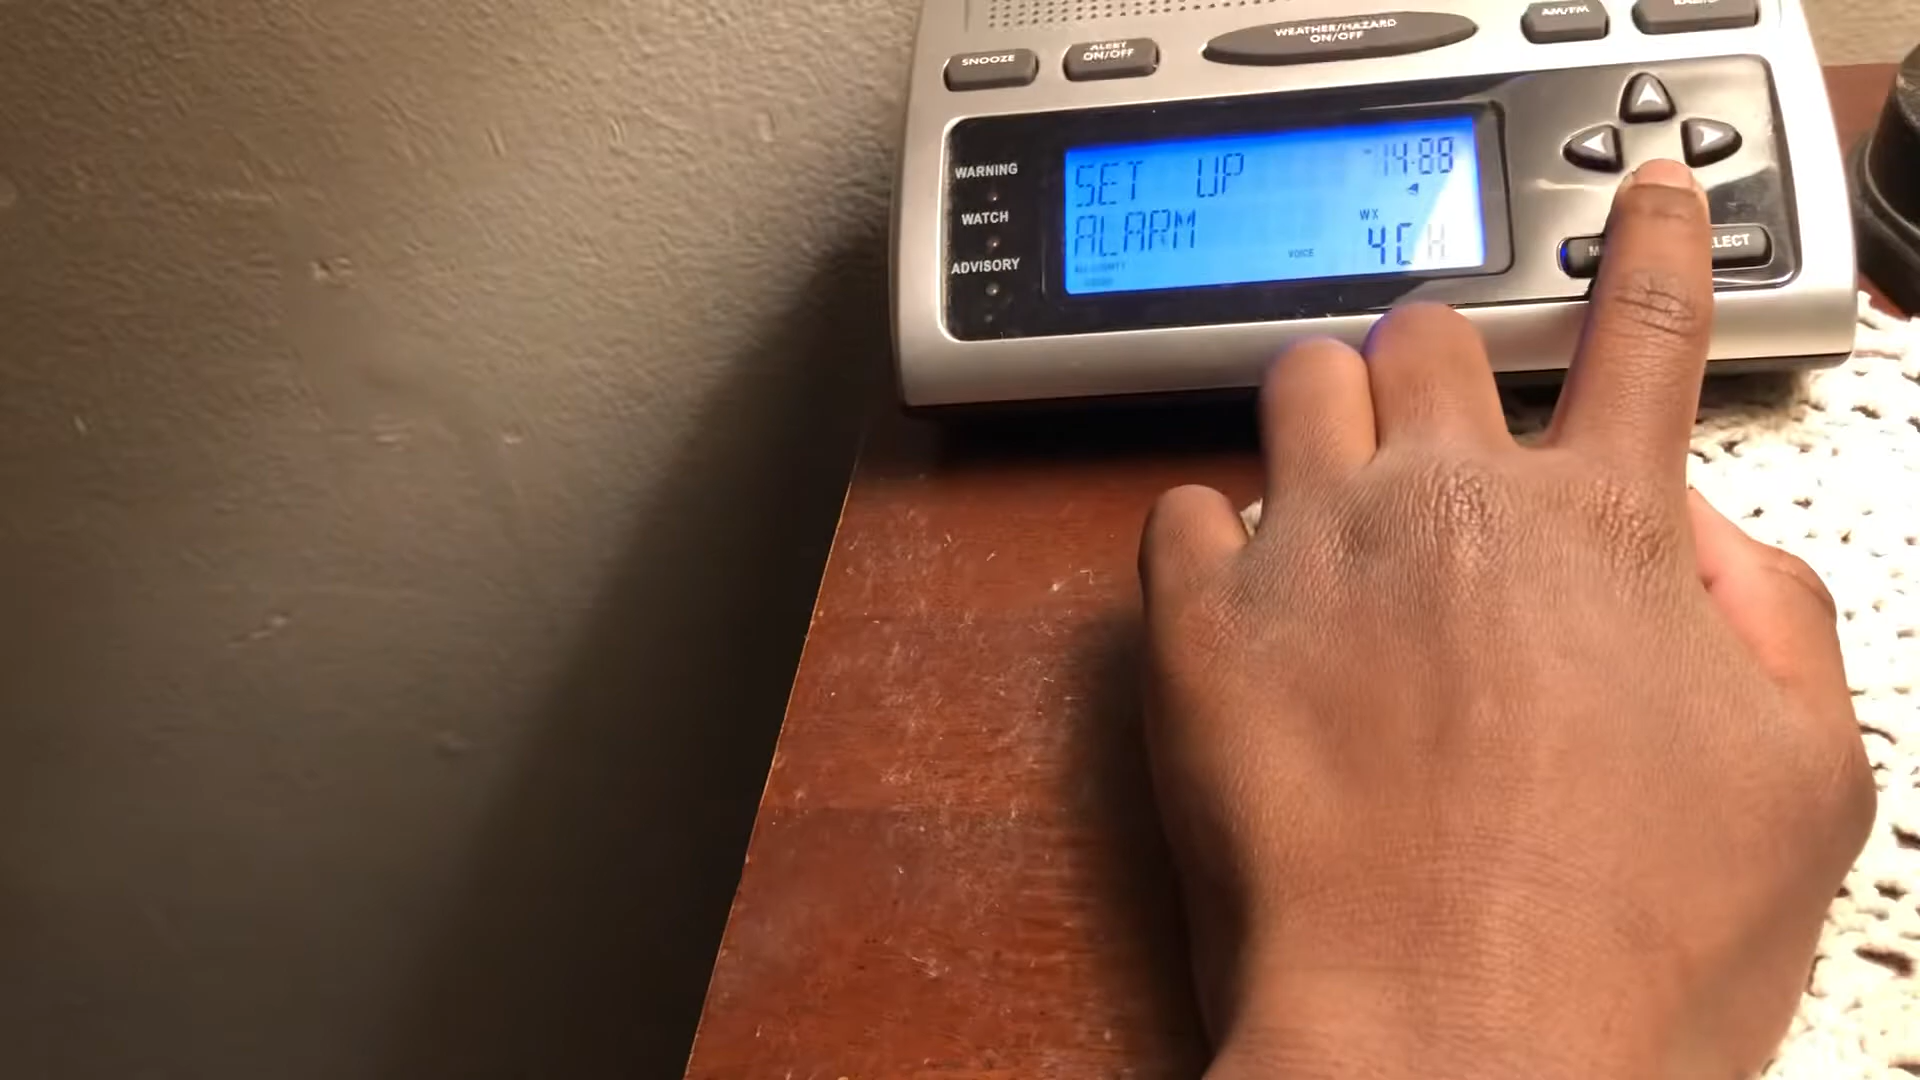 WEATHER/HAZARD
ON/OFF
AM/FM
SNOOZE
ALERT
ON/OFF
WARNING
WATCH
ADVISORY
SET UP
ALARM
WX
4CH
VOICE